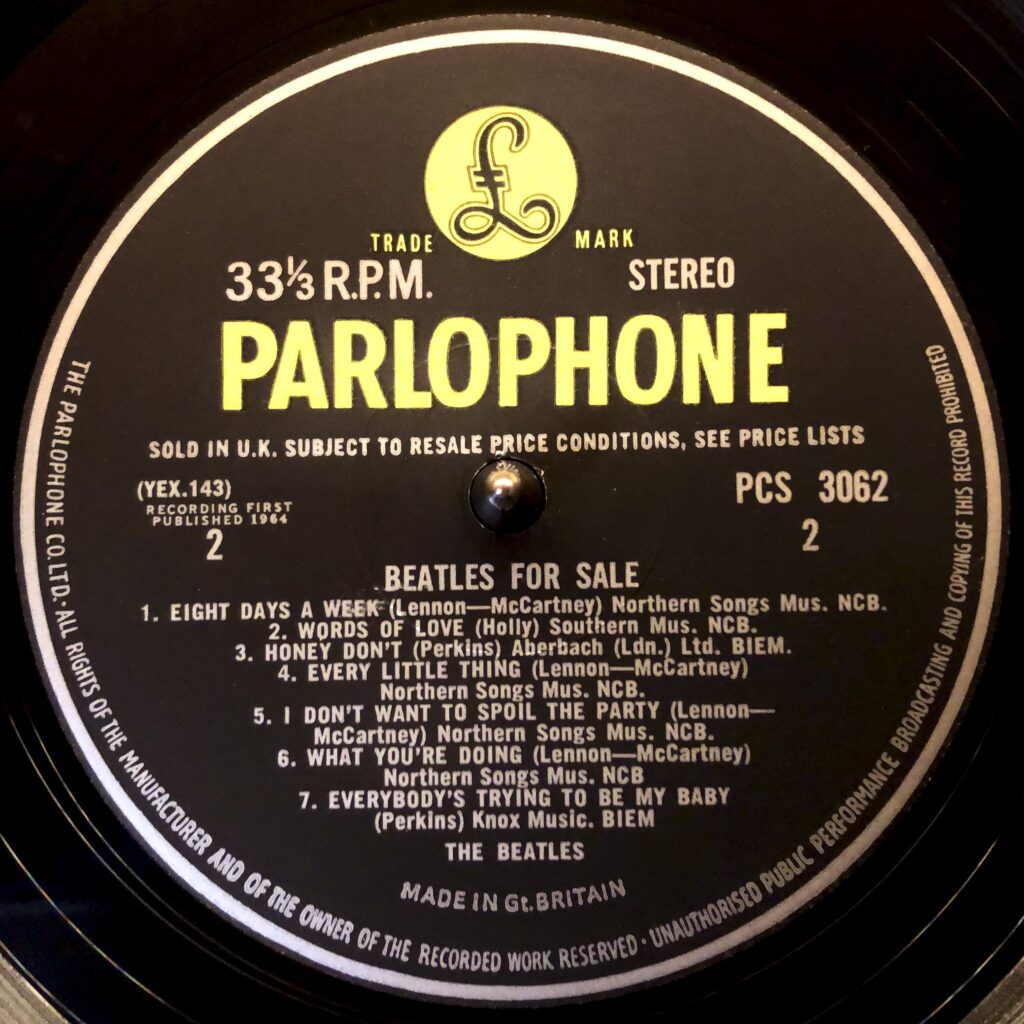 £
TRADE MARK
33⅓ R.P.M. STEREO
PARLOPHONE
SOLD IN U.K. SUBJECT TO RESALE PRICE CONDITIONS, SEE PRICE LISTS
(YEX.143) PCS 3062
RECORDING FIRST
PUBLISHED 1964
2 2
BEATLES FOR SALE
1. EIGHT DAYS A WEEK (Lennon—McCartney) Northern Songs Mus. NCB.
2. WORDS OF LOVE (Holly) Southern Mus. NCB.
3. HONEY DON'T (Perkins) Aberbach (Ldn.) Ltd. BIEM.
4. EVERY LITTLE THING (Lennon—McCartney)
Northern Songs Mus. NCB.
5. I DON'T WANT TO SPOIL THE PARTY (Lennon—
McCartney) Northern Songs Mus. NCB.
6. WHAT YOU'RE DOING (Lennon—McCartney)
Northern Songs Mus. NCB
7. EVERYBODY'S TRYING TO BE MY BABY
(Perkins) Knox Music. BIEM
THE BEATLES
MADE IN Gt. BRITAIN
THE PARLOPHONE CO. LTD. · ALL RIGHTS OF THE MANUFACTURER AND OF THE OWNER OF THE RECORDED WORK RESERVED · UNAUTHORISED PUBLIC PERFORMANCE BROADCASTING AND COPYING OF THIS RECORD PROHIBITED